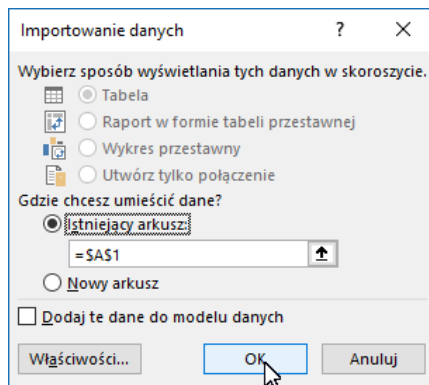 Importowanie danych ? ×
Wybierz sposób wyświetlania tych danych w skoroszycie.
Tabela
Raport w formie tabeli przestawnej
Wykres przestawny
Utwórz tylko połączenie
Gdzie chcesz umieścić dane?
Istniejący arkusz:
=$A$1
Nowy arkusz
Dodaj te dane do modelu danych
Właściwości... OK Anuluj